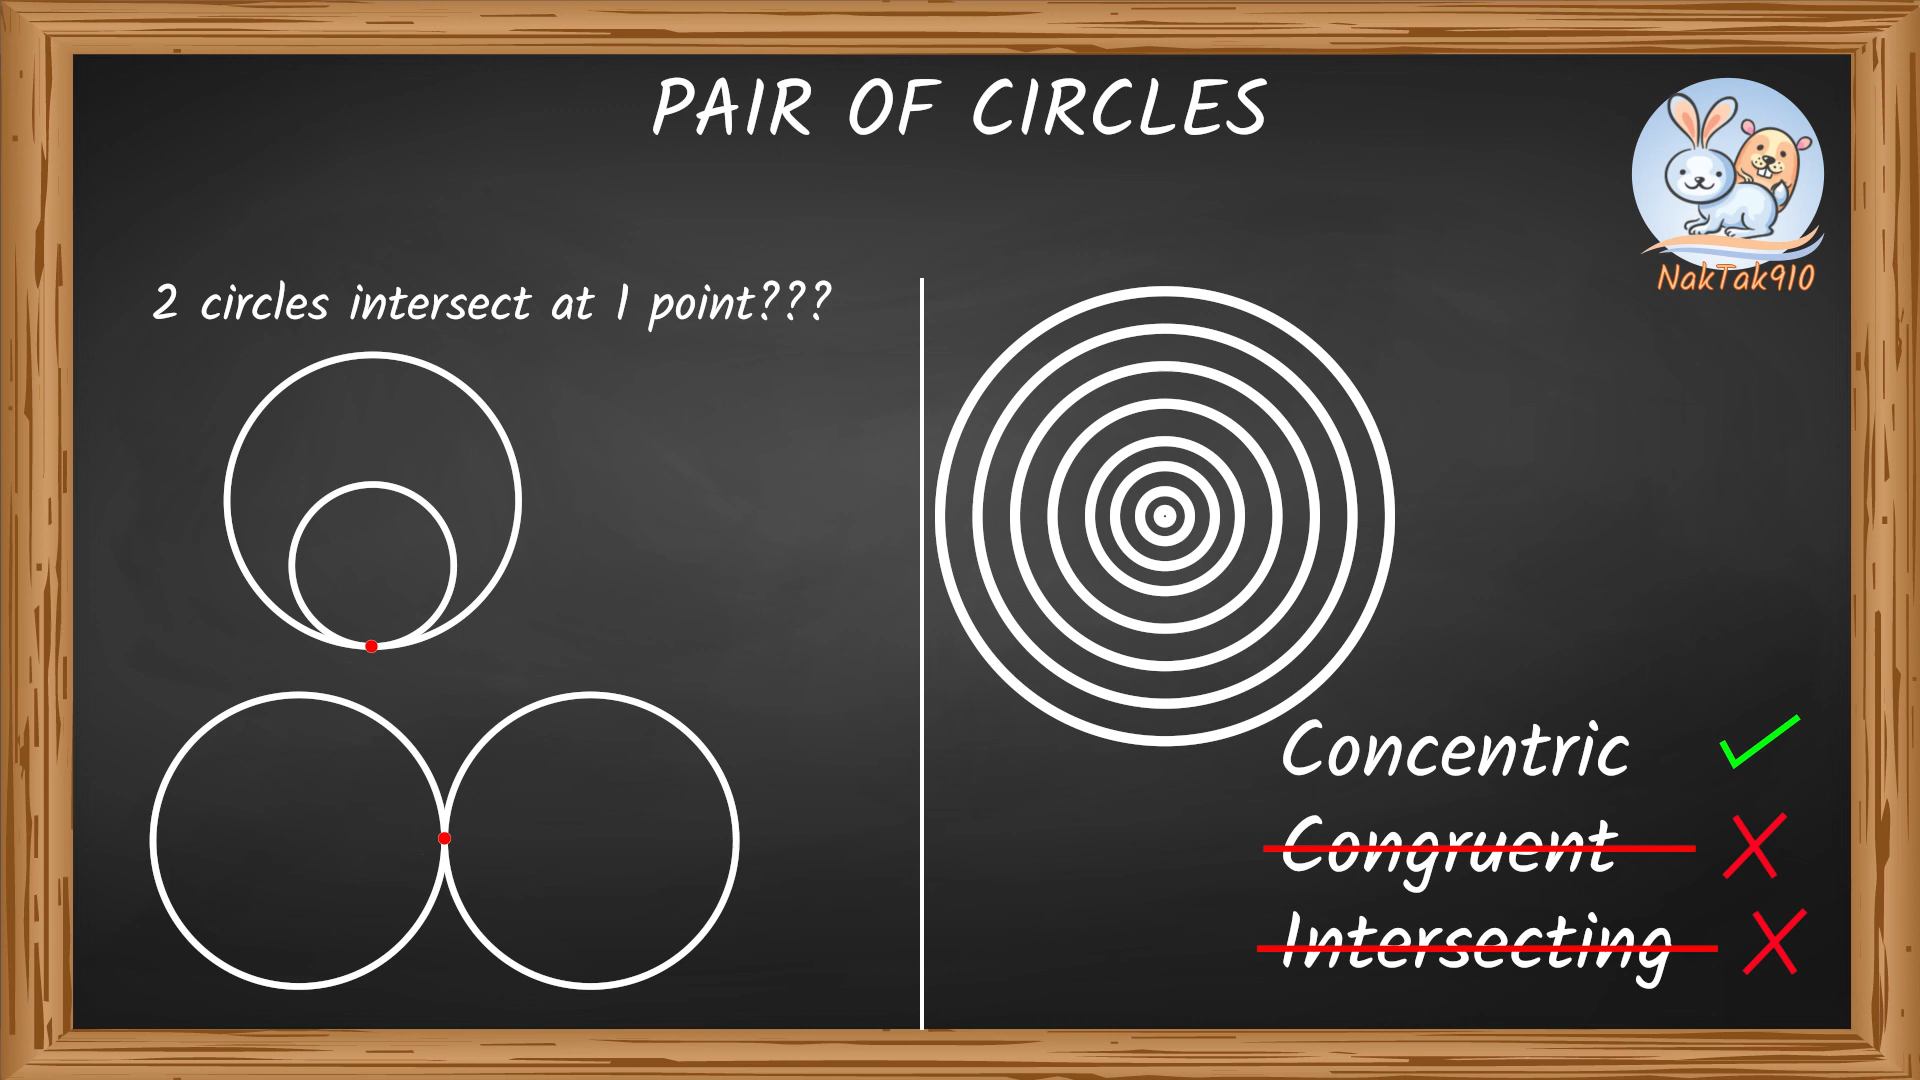 PAIR OF CIRCLES
NakTak910
2 circles intersect at 1 point???
Concentric
Congruent
Intersecting